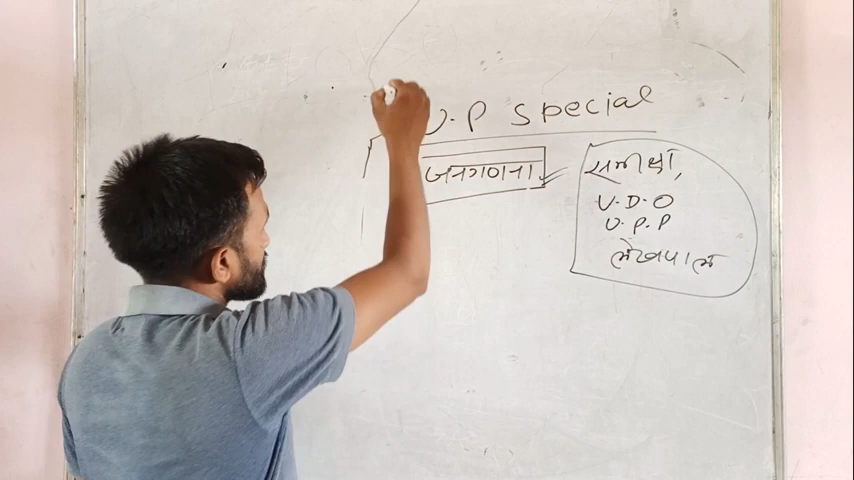 U.P special
जनगणना
समीक्षा,
V.D.O
U.P.P
लेखपाल